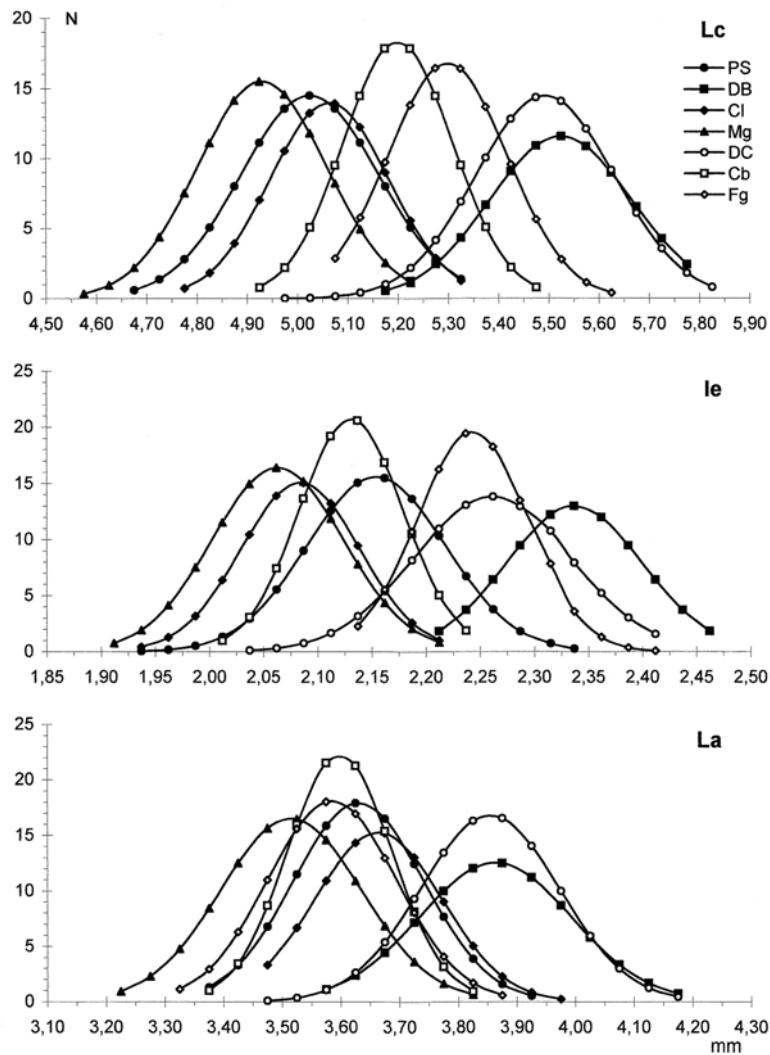 N
Lc
20
15
10
5
0
PS
DB
Cl
Mg
DC
Cb
Fg
4,50 4,60 4,70 4,80 4,90 5,00 5,10 5,20 5,30 5,40 5,50 5,60 5,70 5,80 5,90
Ie
25
20
15
10
5
0
1,85 1,90 1,95 2,00 2,05 2,10 2,15 2,20 2,25 2,30 2,35 2,40 2,45 2,50
La
25
20
15
10
5
0
3,10 3,20 3,30 3,40 3,50 3,60 3,70 3,80 3,90 4,00 4,10 4,20 4,30
mm